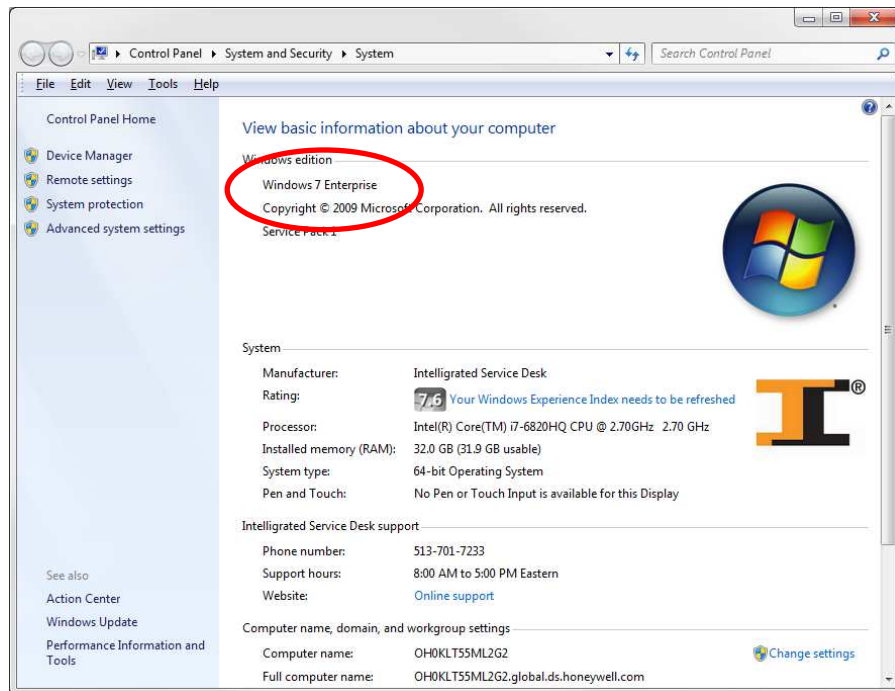 Control Panel ▸ System and Security ▸ System
Search Control Panel
File Edit View Tools Help
Control Panel Home
Device Manager
Remote settings
System protection
Advanced system settings
See also
Action Center
Windows Update
Performance Information and
Tools
View basic information about your computer
Windows edition
Windows 7 Enterprise
Copyright © 2009 Microsoft Corporation. All rights reserved.
Service Pack 1
System
Manufacturer: Intelligrated Service Desk
Rating: 7.6 Your Windows Experience Index needs to be refreshed
Processor: Intel(R) Core(TM) i7-6820HQ CPU @ 2.70GHz 2.70 GHz
Installed memory (RAM): 32.0 GB (31.9 GB usable)
System type: 64-bit Operating System
Pen and Touch: No Pen or Touch Input is available for this Display
®
Intelligrated Service Desk support
Phone number: 513-701-7233
Support hours: 8:00 AM to 5:00 PM Eastern
Website: Online support
Computer name, domain, and workgroup settings
Computer name: OH0KLT55ML2G2
Change settings
Full computer name: OH0KLT55ML2G2.global.ds.honeywell.com